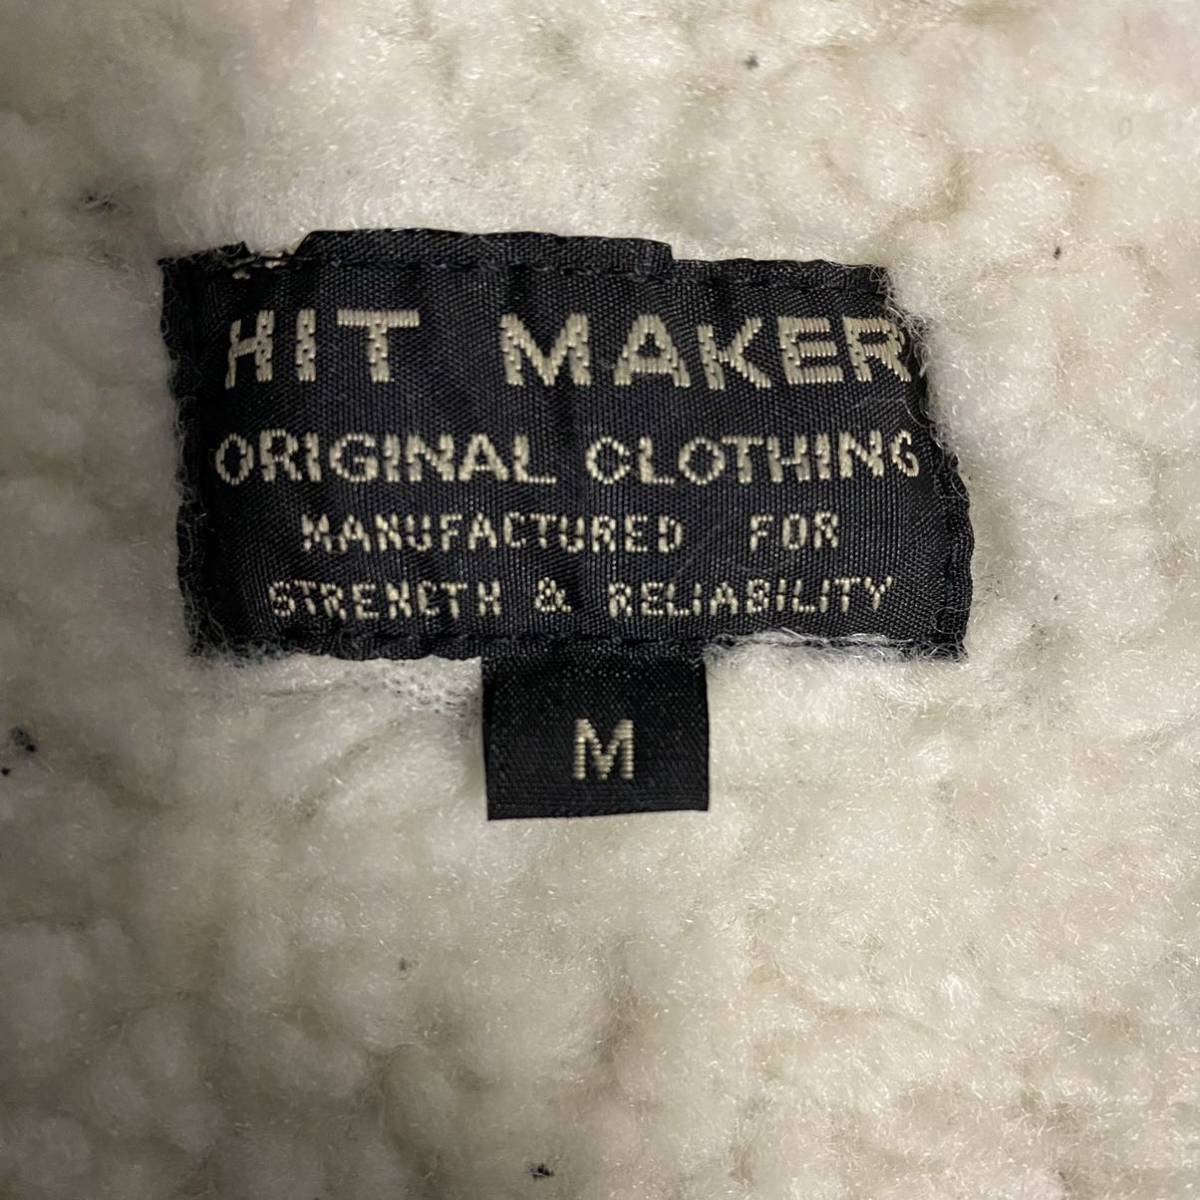 HIT MAKER
ORIGINAL CLOTHING
MANUFACTURED FOR
STRENGTH & RELIABILITY
M